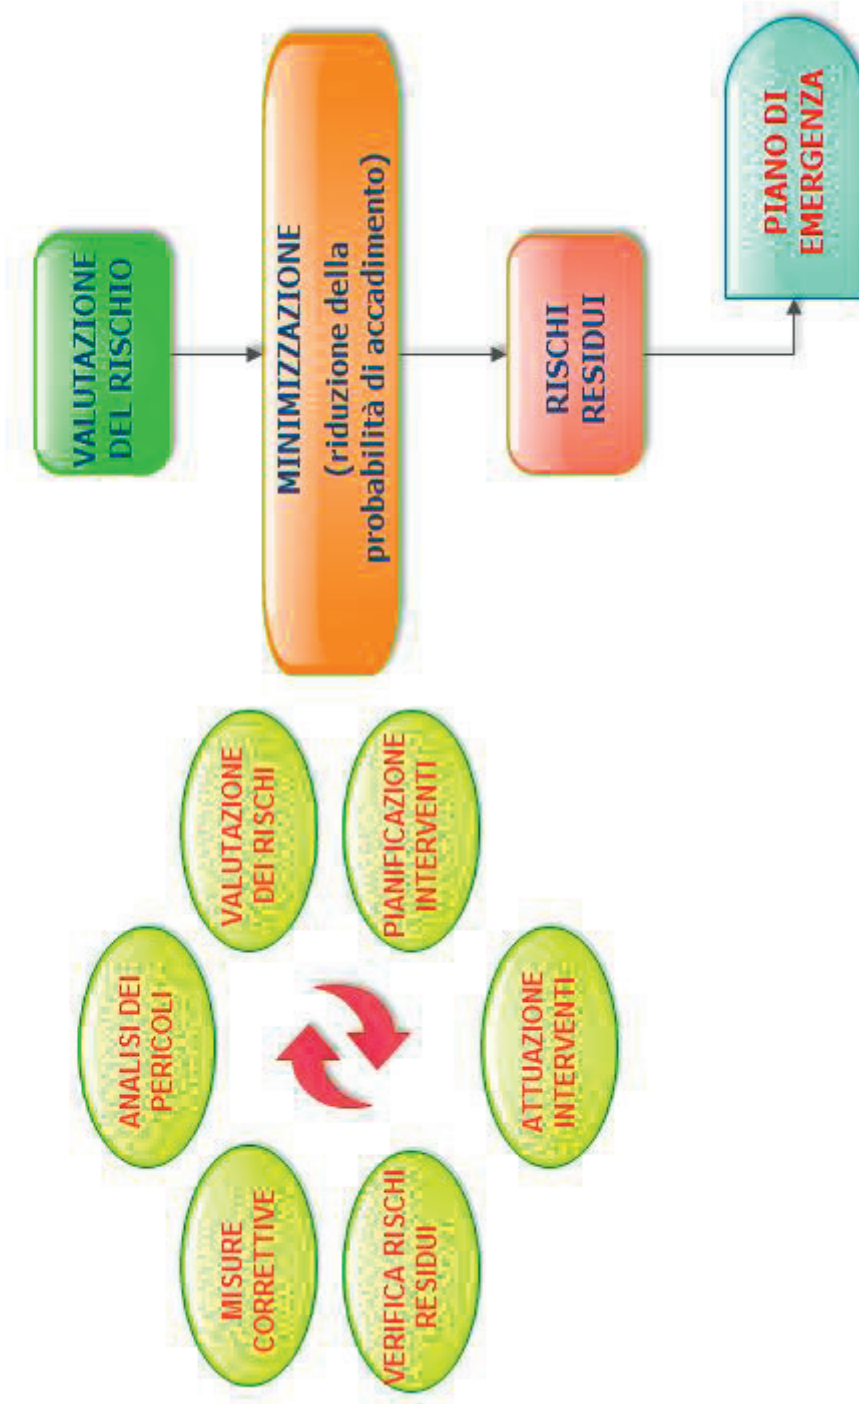 ANALISI DEI
PERICOLI
VALUTAZIONE
DEI RISCHI
PIANIFICAZIONE
INTERVENTI
ATTUAZIONE
INTERVENTI
VERIFICA RISCHI
RESIDUI
MISURE
CORRETTIVE
VALUTAZIONE
DEL RISCHIO
MINIMIZZAZIONE
(riduzione della
probabilità di accadimento)
RISCHI
RESIDUI
PIANO DI
EMERGENZA